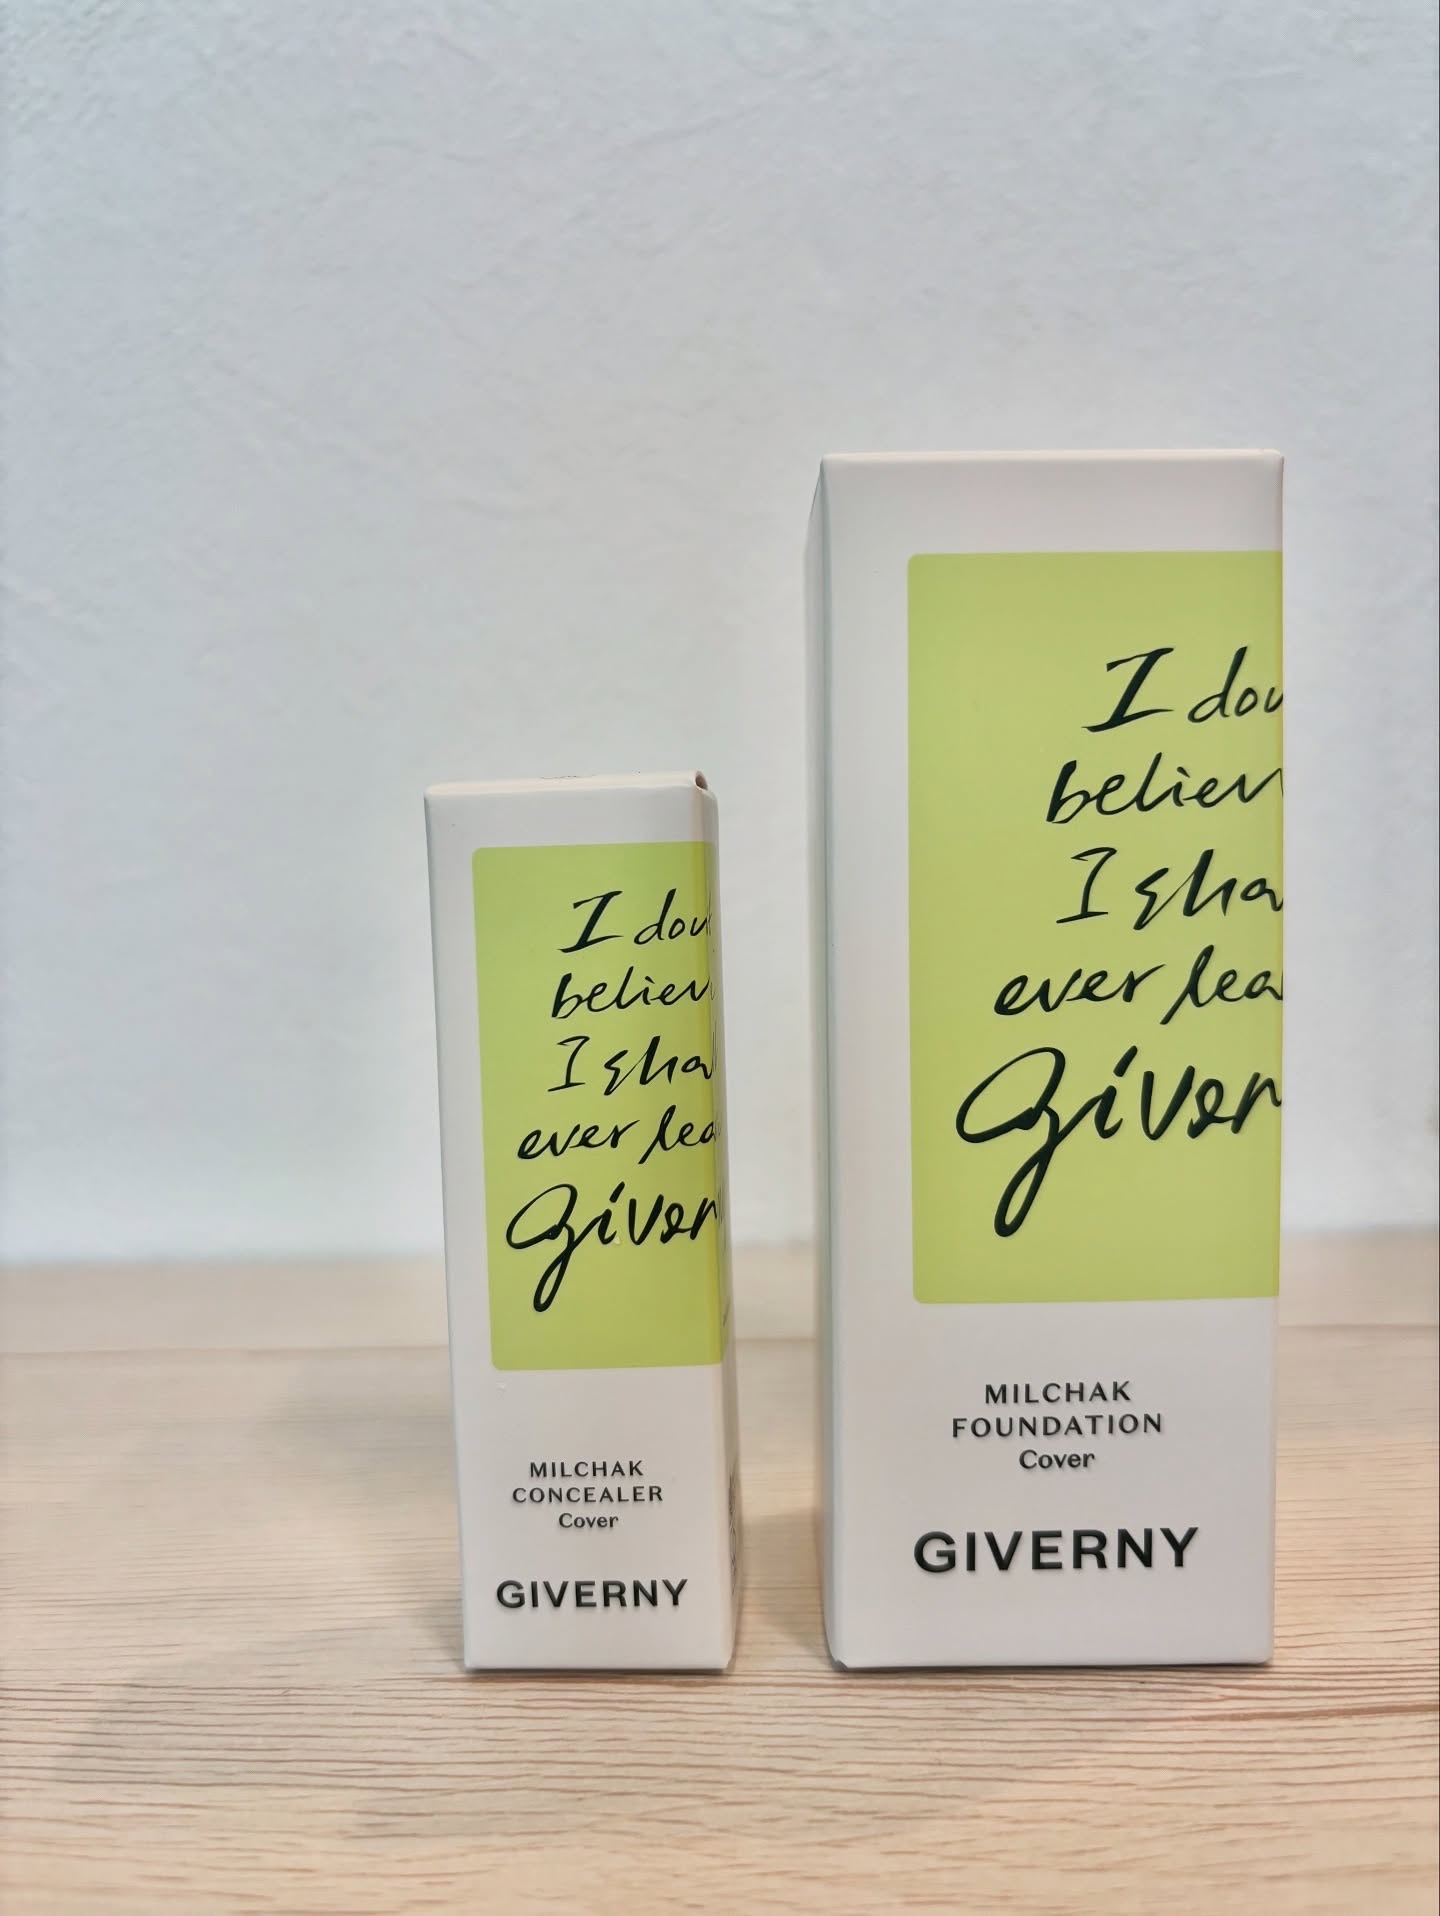 I dou
believ
I shal
ever lea
Givern
MILCHAK
CONCEALER
Cover
GIVERNY
I dou
believ
I sha
ever lea
Givern
MILCHAK
FOUNDATION
Cover
GIVERNY